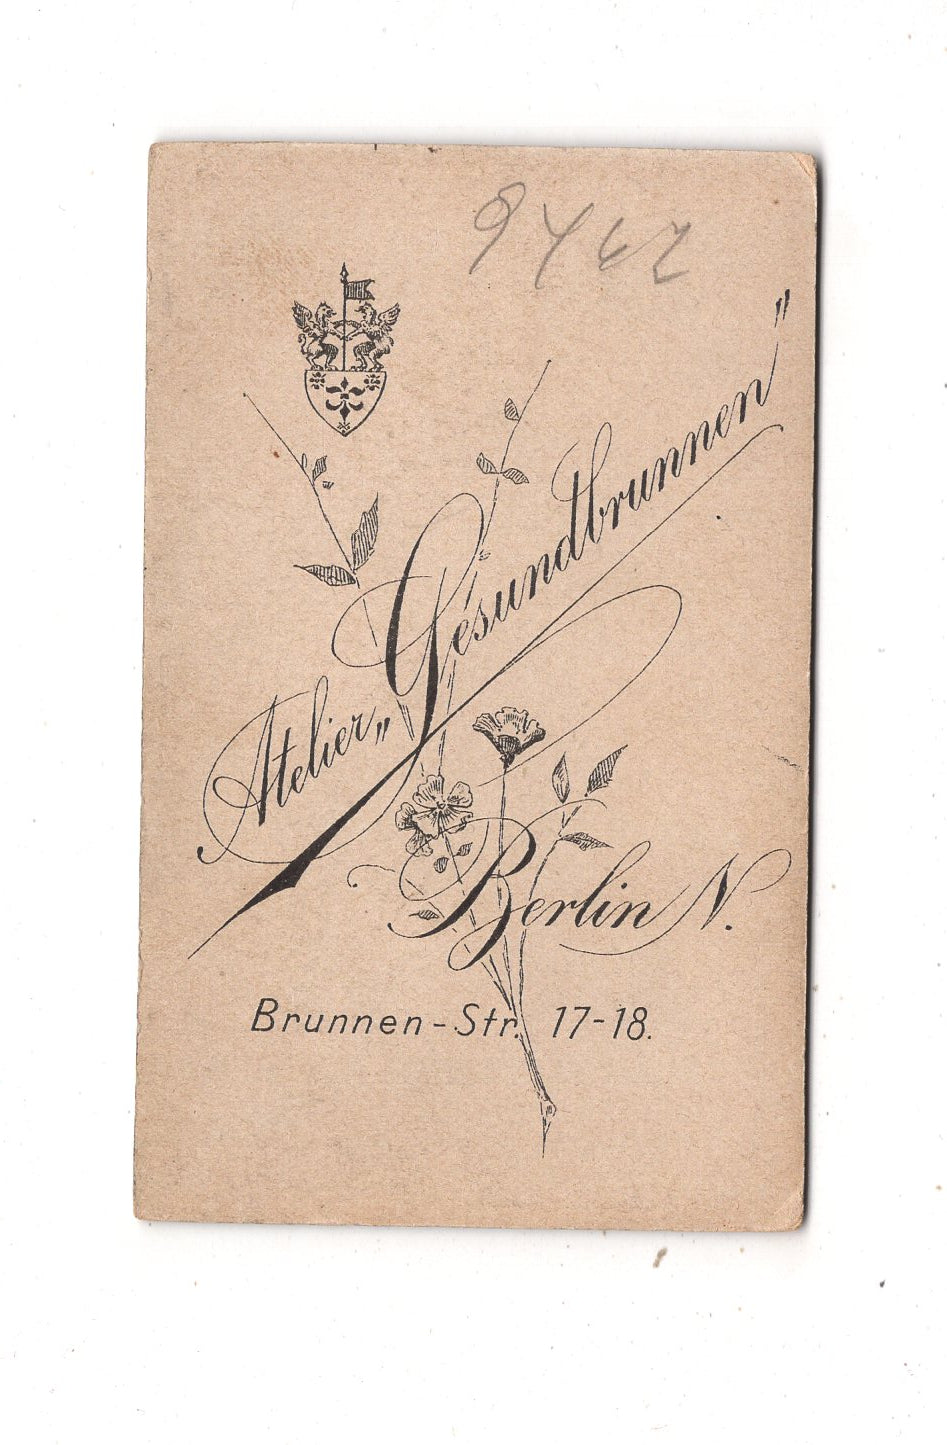 9462
Atelier „Gesundbrunnen"
Berlin N.
Brunnen-Str. 17-18.